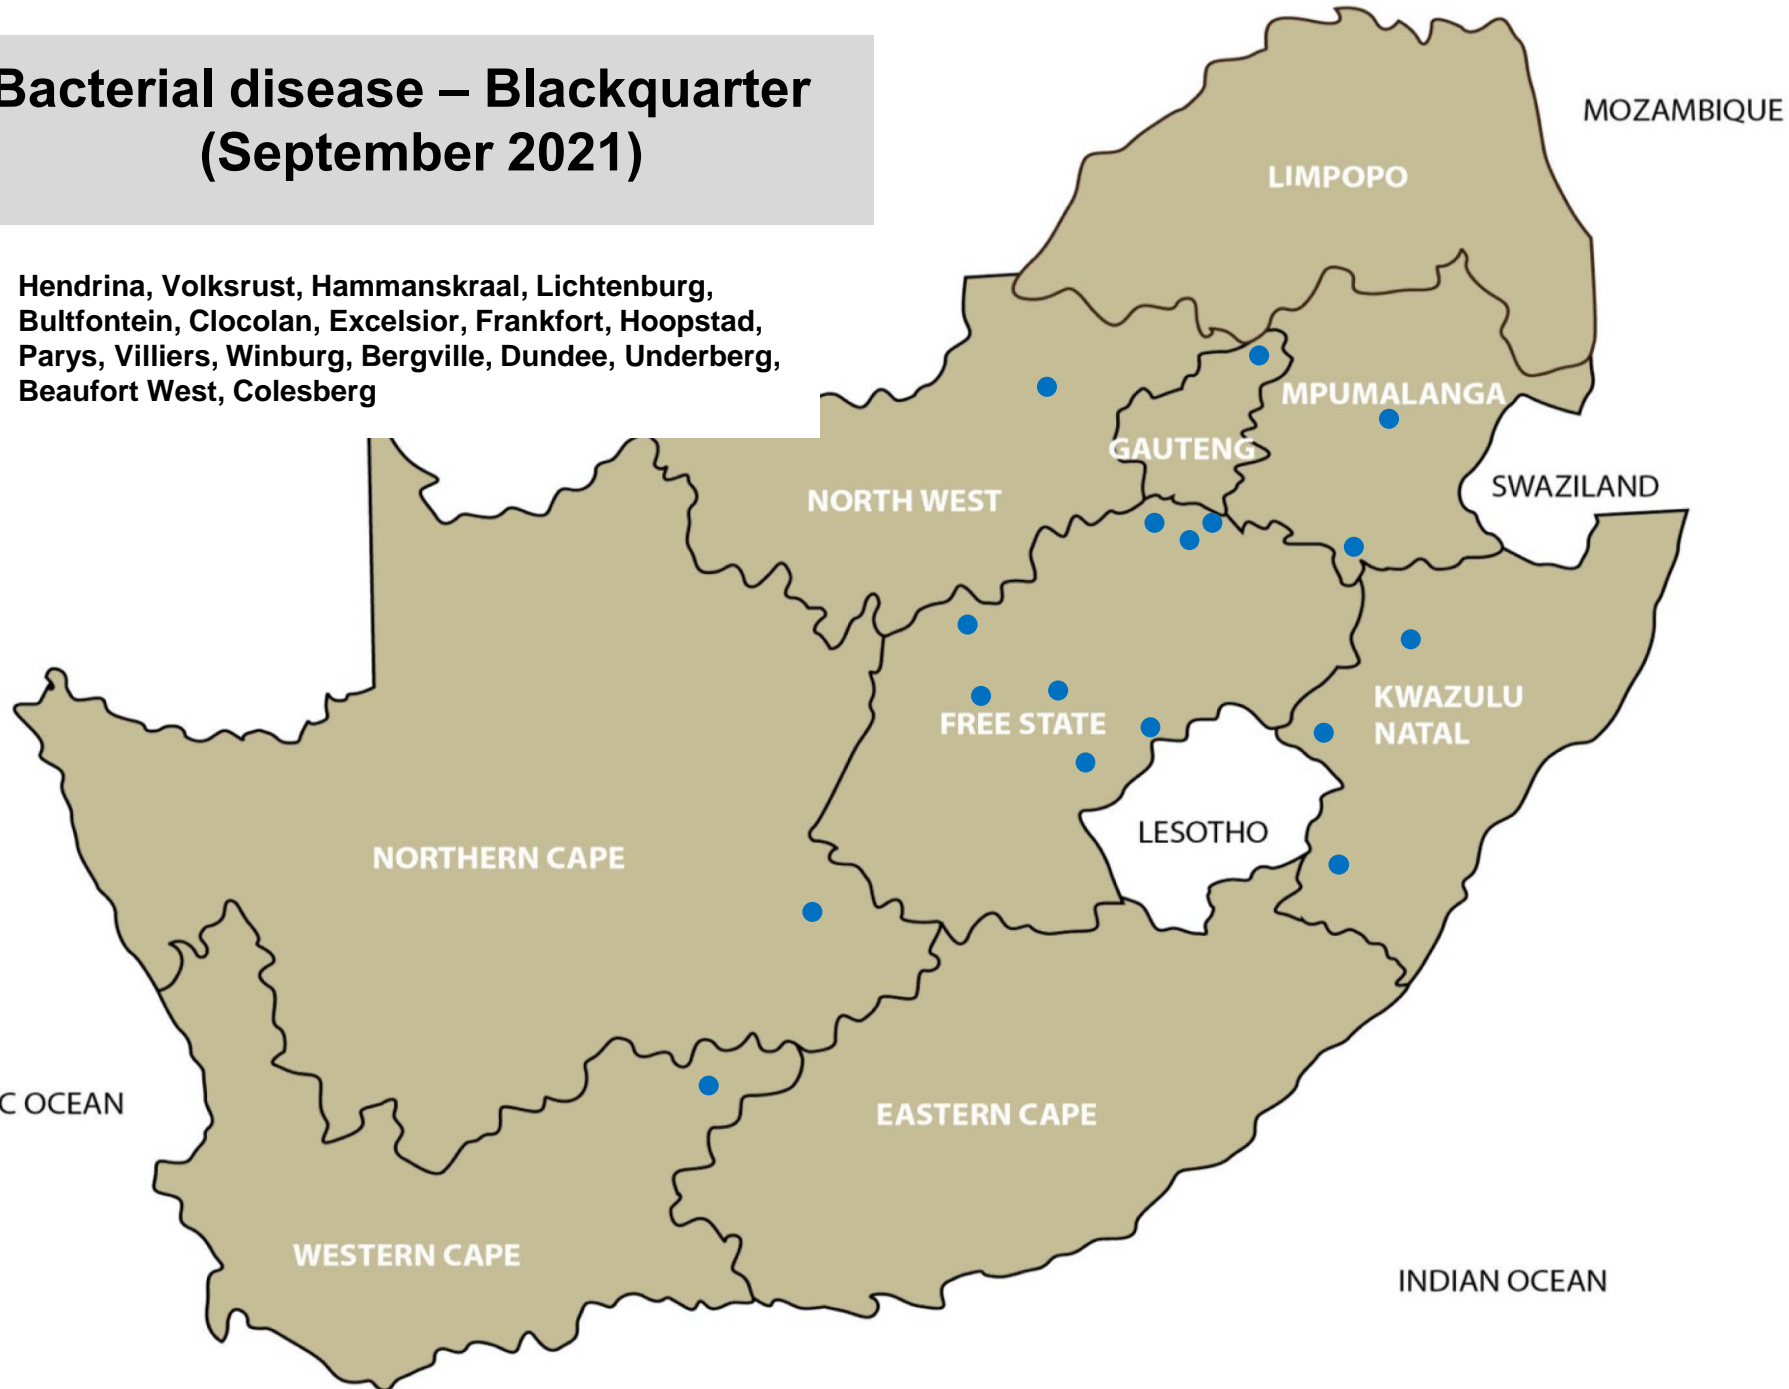 Bacterial disease – Blackquarter
(September 2021)
Hendrina, Volksrust, Hammanskraal, Lichtenburg,
Bultfontein, Clocolan, Excelsior, Frankfort, Hoopstad,
Parys, Villiers, Winburg, Bergville, Dundee, Underberg,
Beaufort West, Colesberg
MOZAMBIQUE
LIMPOPO
MPUMALANGA
GAUTENG
SWAZILAND
NORTH WEST
KWAZULU
NATAL
FREE STATE
LESOTHO
NORTHERN CAPE
C OCEAN
EASTERN CAPE
WESTERN CAPE
INDIAN OCEAN